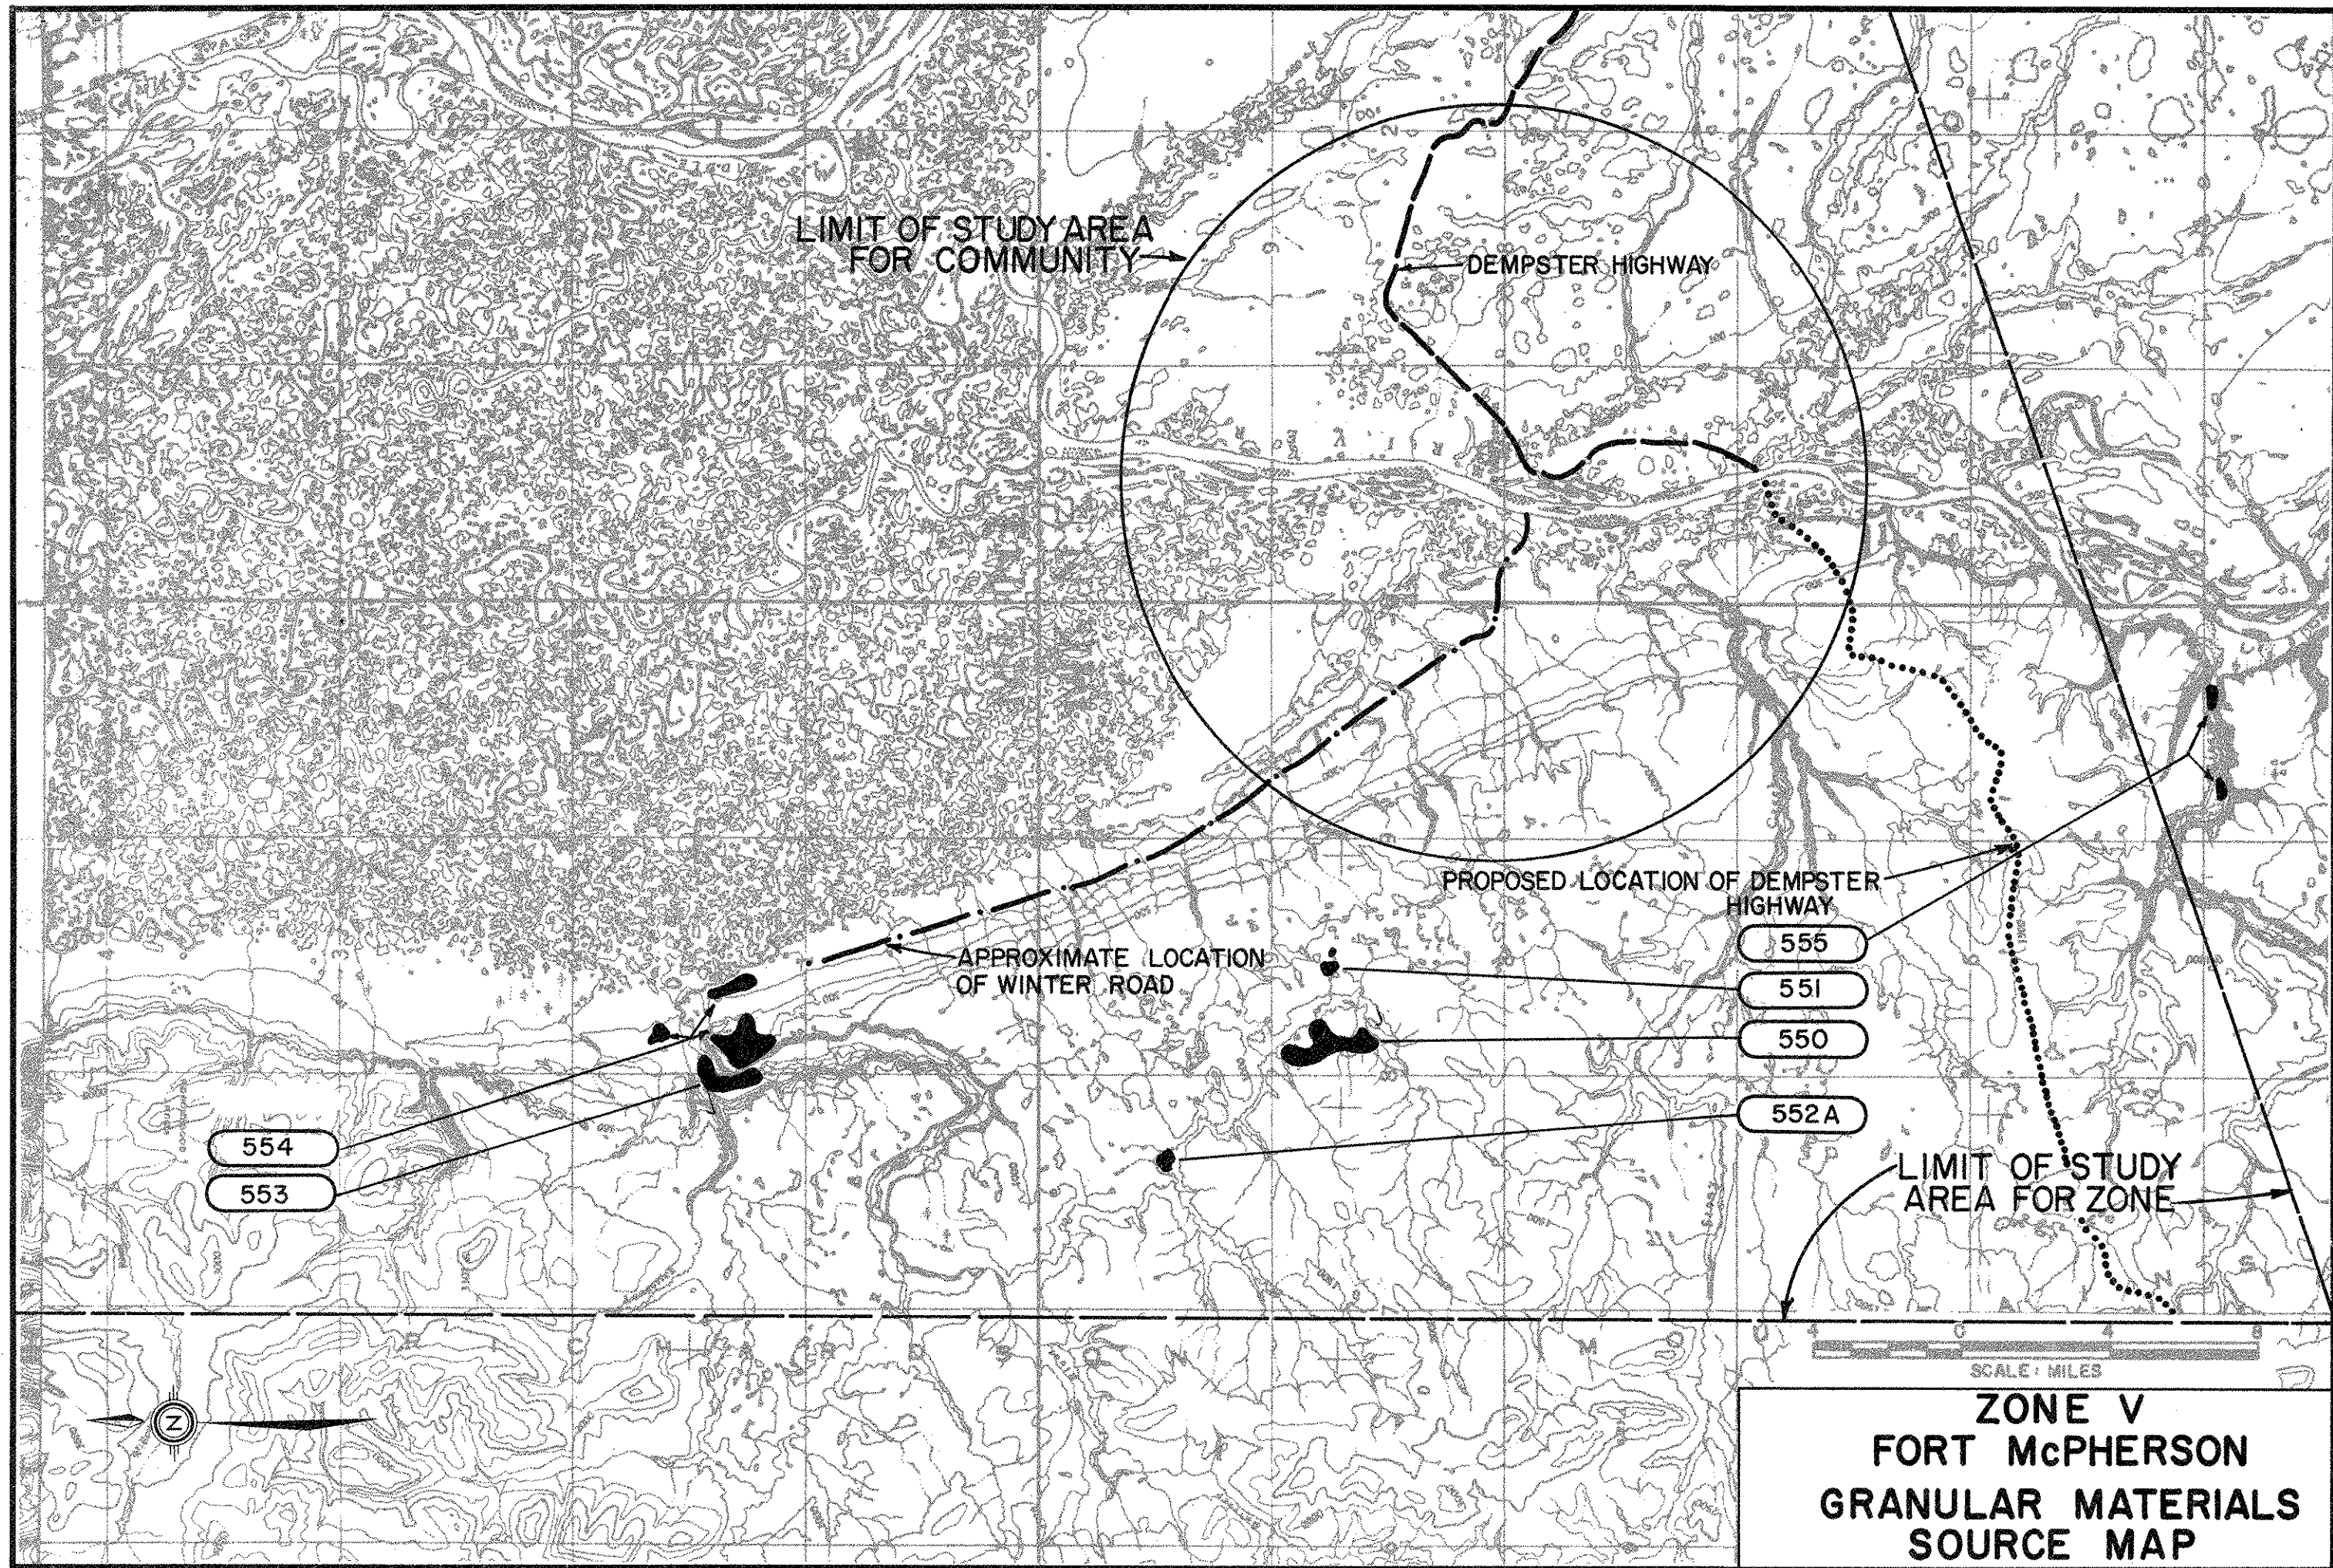 LIMIT OF STUDY AREA
FOR COMMUNITY
DEMPSTER HIGHWAY
PROPOSED LOCATION OF DEMPSTER
HIGHWAY
APPROXIMATE LOCATION
OF WINTER ROAD
555
551
550
552A
554
553
LIMIT OF STUDY
AREA FOR ZONE
4 0 4 8
SCALE: MILES
Z
ZONE V
FORT McPHERSON
GRANULAR MATERIALS
SOURCE MAP